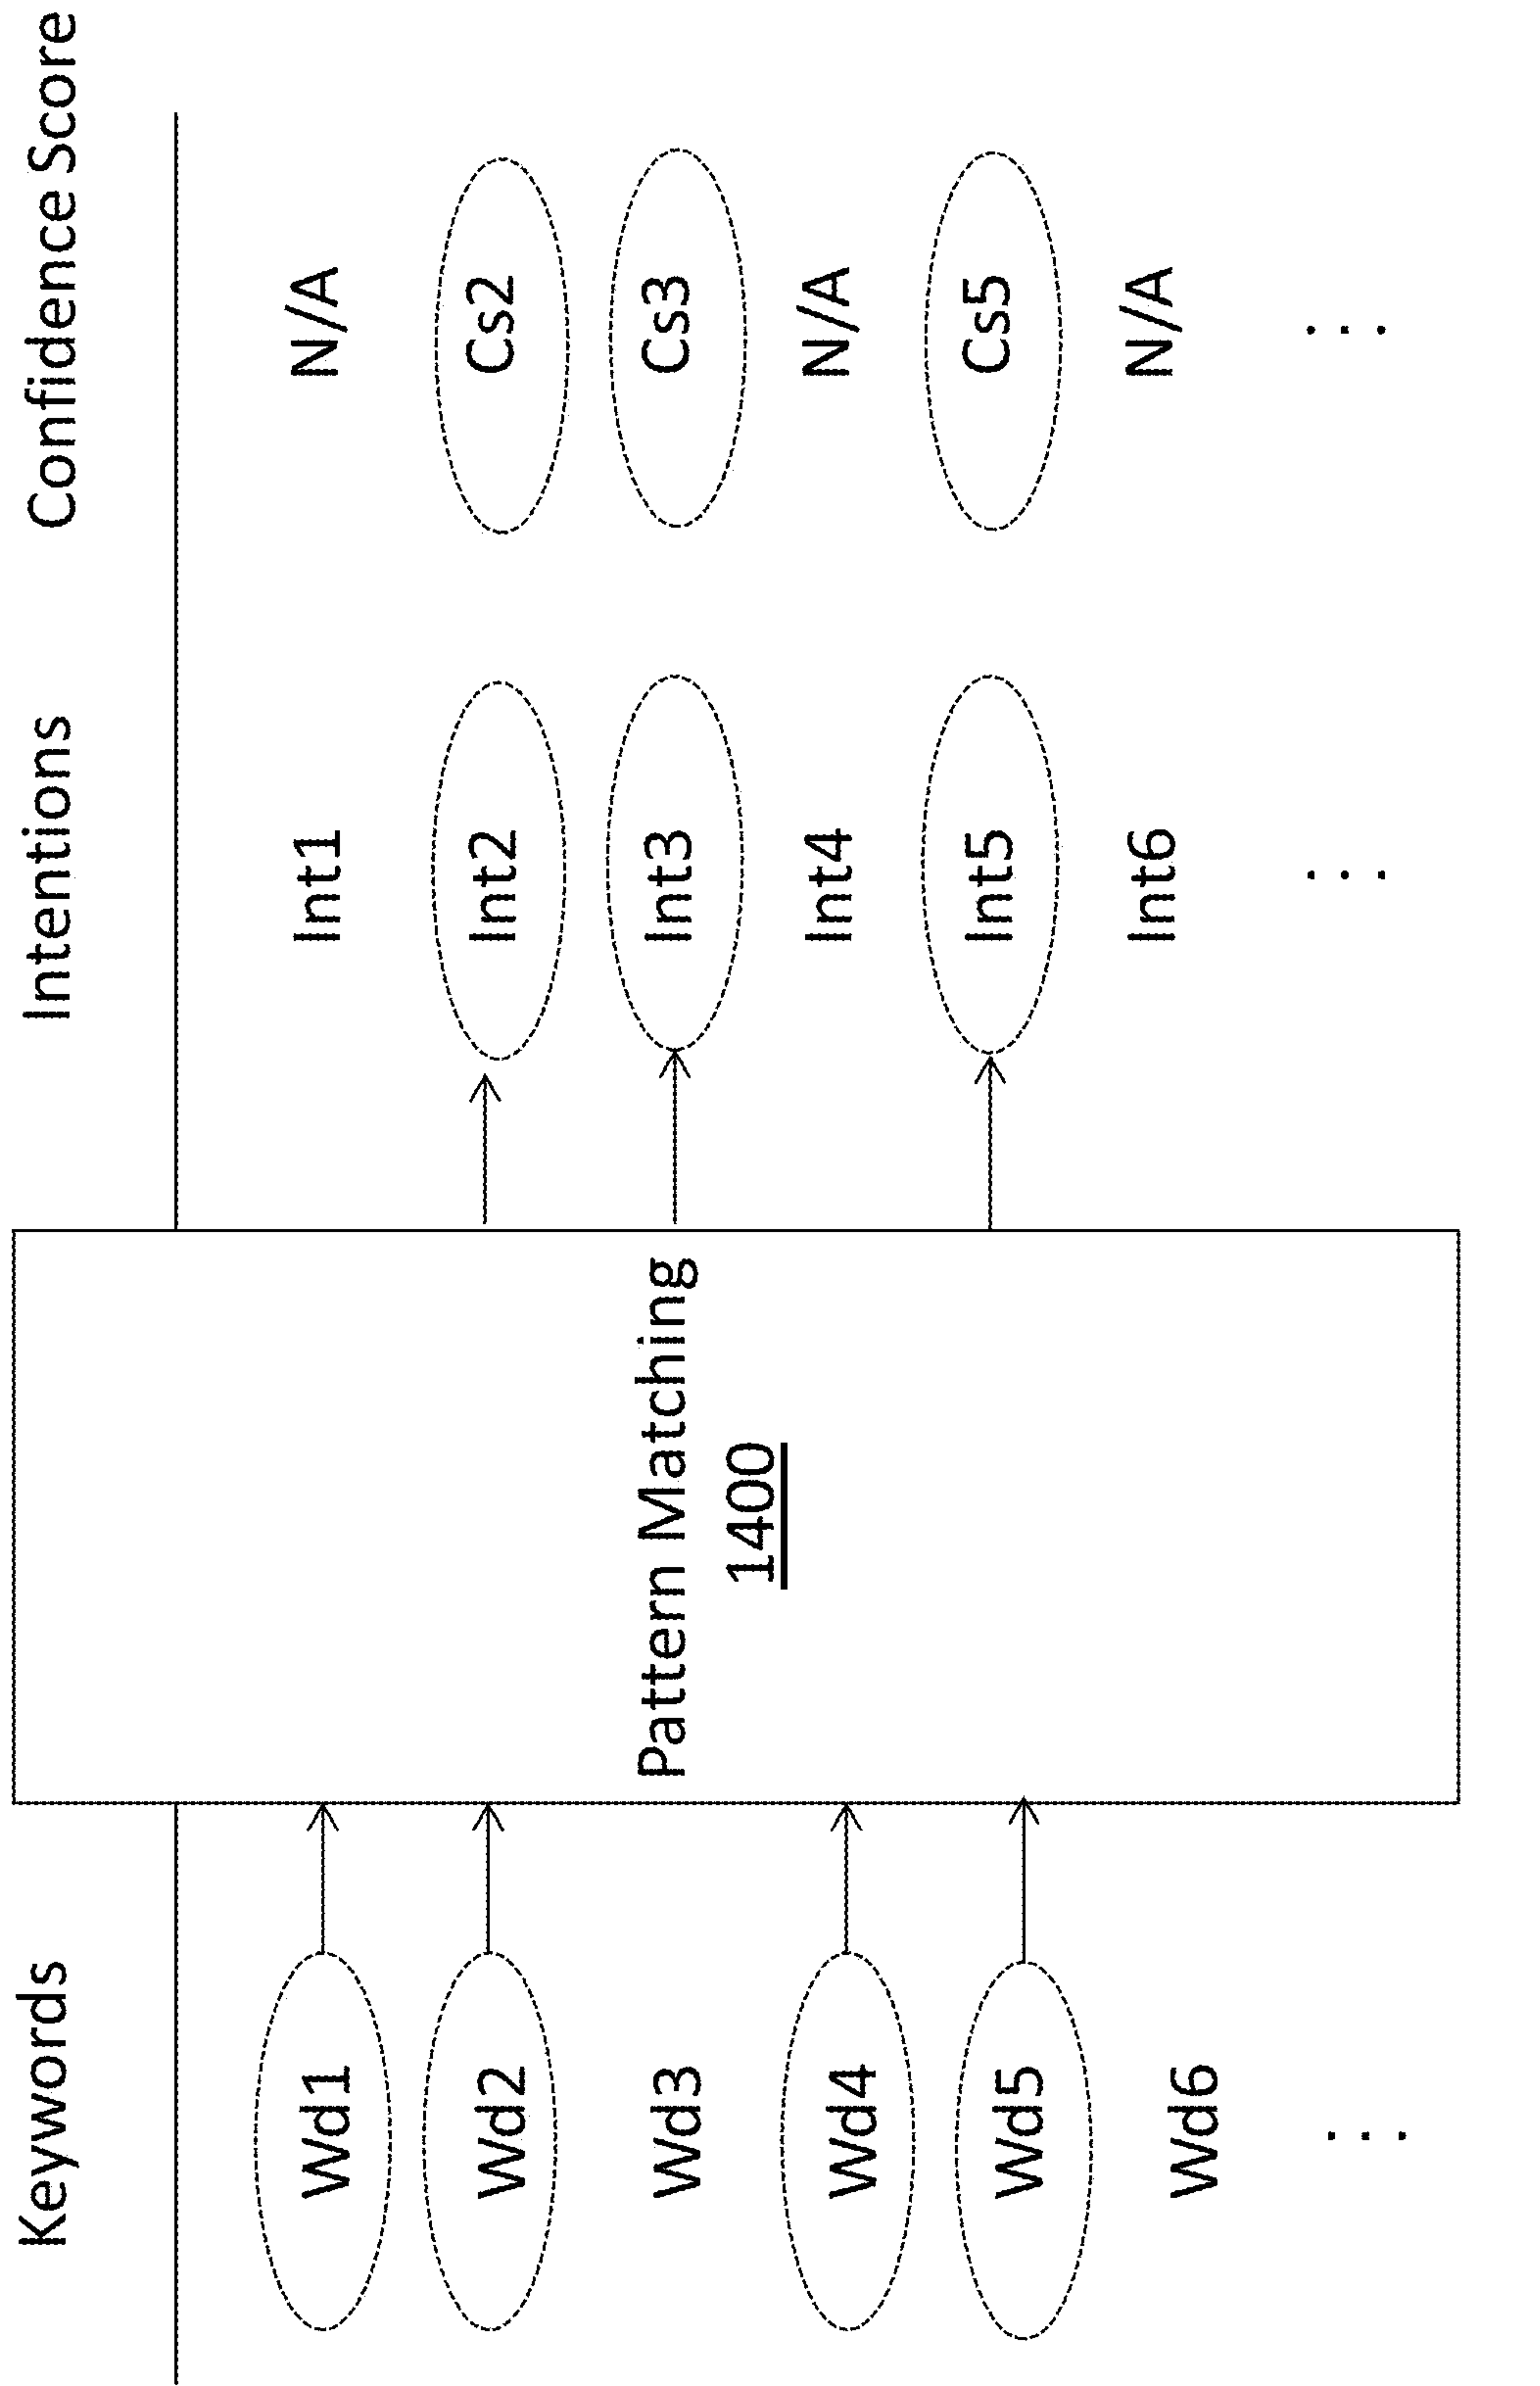 Keywords
Intentions
Confidence Score
Wd1
Wd2
Wd3
Wd4
Wd5
Wd6
...
Pattern Matching
1400
Int1
Int2
Int3
Int4
Int5
Int6
...
N/A
Cs2
Cs3
N/A
Cs5
N/A
...